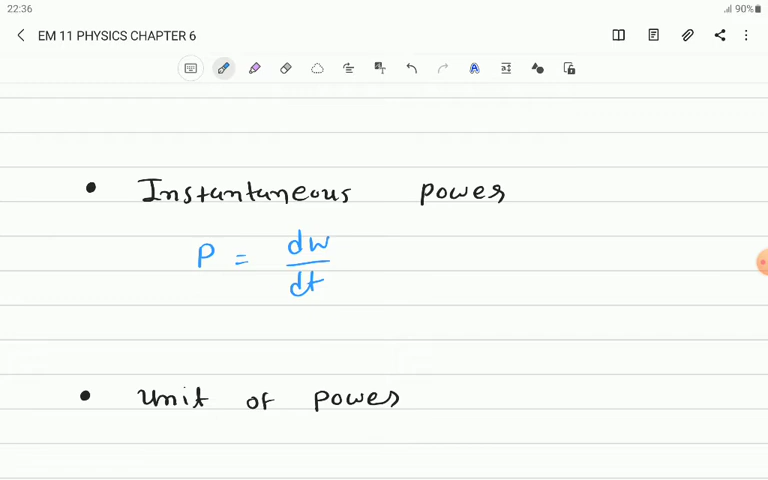 22:36
90%
EM 11 PHYSICS CHAPTER 6
• Instantaneous power
P = dw/dt
• Unit of power